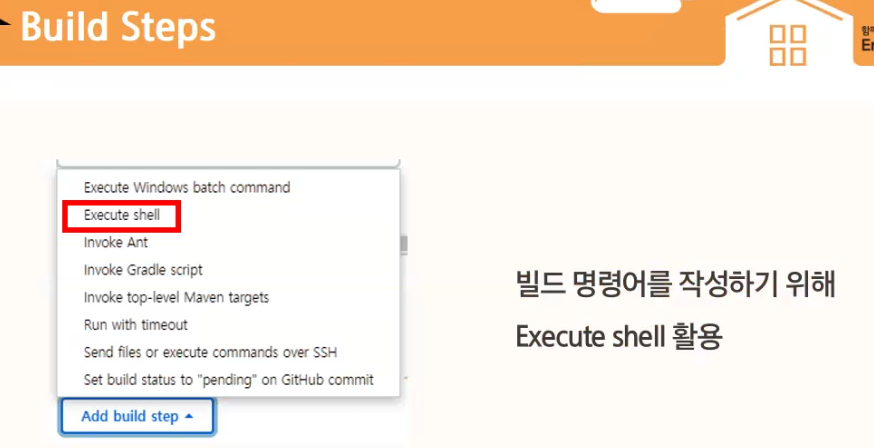 Build Steps
Execute Windows batch command
Execute shell
Invoke Ant
Invoke Gradle script
Invoke top-level Maven targets
Run with timeout
Send files or execute commands over SSH
Set build status to "pending" on GitHub commit
Add build step
빌드 명령어를 작성하기 위해
Execute shell 활용